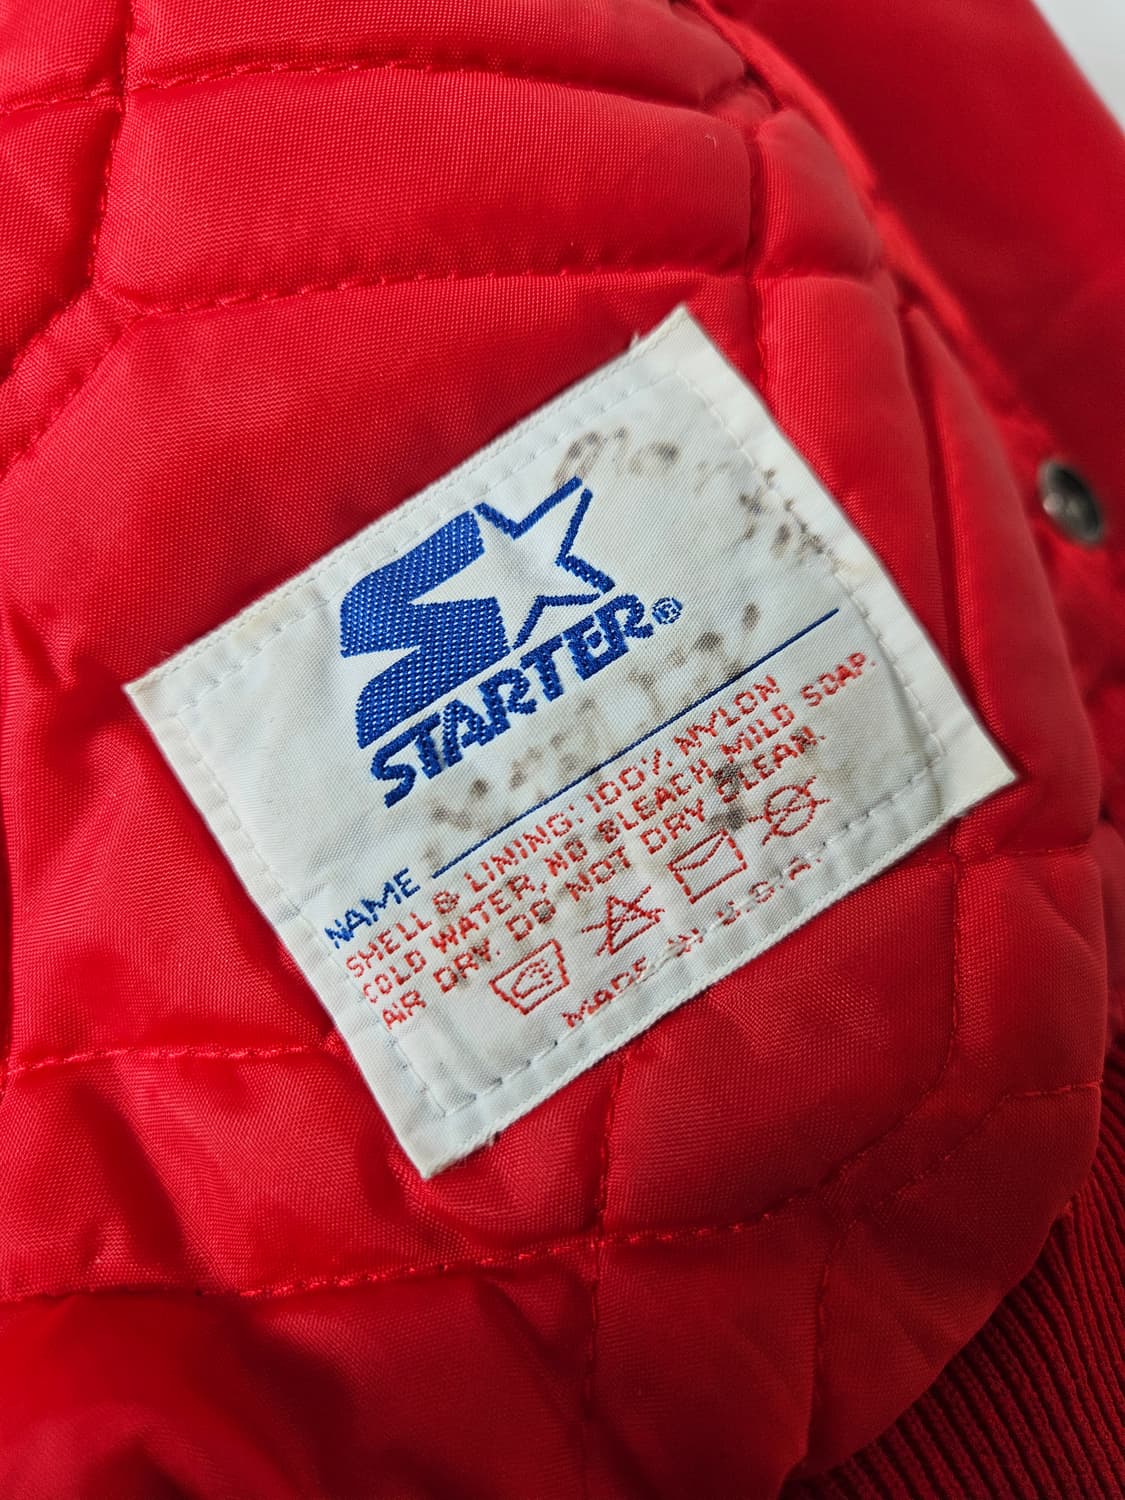 STARTER®
NAME
SHELL & LINING: 100% NYLON
COLD WATER, NO BLEACH, MILD SOAP.
AIR DRY. DO NOT DRY CLEAN.
MADE IN U.S.A.